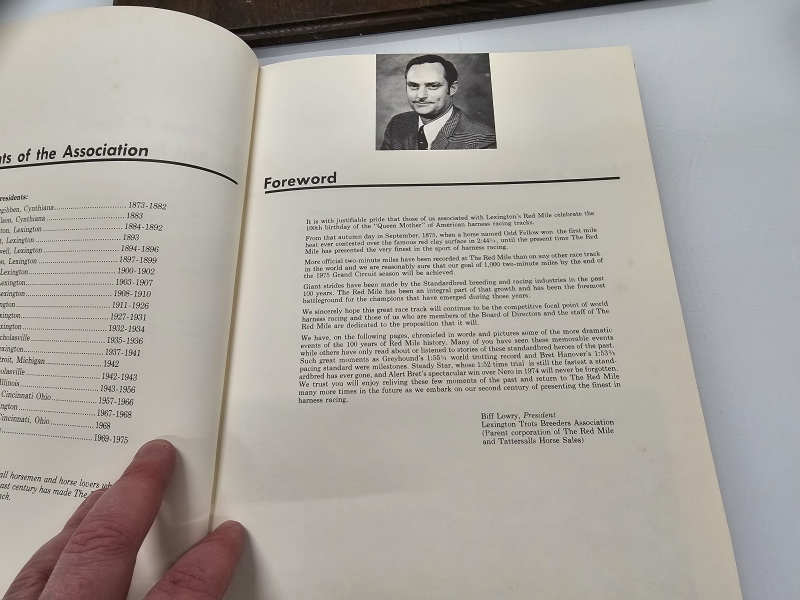 nts of the Association
residents:
gibben, Cynthiana 1873-1882
lson, Cynthiana 1883
ton, Lexington 1884-1892
t, Lexington 1893
well, Lexington 1894-1896
on, Lexington 1897-1899
Lexington 1900-1902
exington 1903-1907
exington 1908-1910
ngton 1911-1926
xington 1927-1931
xington 1932-1934
cholasville 1935-1936
exington 1937-1941
troit, Michigan 1942
olasville 1942-1943
Illinois 1943-1956
Cincinnati Ohio 1957-1966
ngton 1967-1968
incinnati, Ohio 1968
1969-1975
all horsemen and horse lovers wh
ast century has made The
ck.
Foreword
It is with justifiable pride that those of us associated with Lexington's Red Mile celebrate the
100th birthday of the "Queen Mother" of American harness racing tracks.
From that autumn day in September, 1875, when a horse named Odd Fellow won the first mile
heat ever contested over the famous red clay surface in 2:44¼, until the present time The Red
Mile has presented the very finest in the sport of harness racing.
More official two-minute miles have been recorded at The Red Mile than on any other race track
in the world and we are reasonably sure that our goal of 1,000 two-minute miles by the end of
the 1975 Grand Circuit season will be achieved.
Giant strides have been made by the Standardbred breeding and racing industries in the past
100 years. The Red Mile has been an integral part of that growth and has been the foremost
battleground for the champions that have emerged during those years.
We sincerely hope this great race track will continue to be the competitive focal point of world
harness racing and those of us who are members of the Board of Directors and the staff of The
Red Mile are dedicated to the proposition that it will.
We have, on the following pages, chronicled in words and pictures some of the more dramatic
events of the 100 years of Red Mile history. Many of you have seen these memorable events
while others have only read about or listened to stories of these standardbred heroes of the past.
Such great moments as Greyhound's 1:55¼ world trotting record and Bret Hanover's 1:53⅗
pacing standard were milestones. Steady Star, whose 1:52 time trial is still the fastest a stand-
ardbred has ever gone, and Albert Bret's spectacular win over Nero in 1974 will never be forgotten.
We trust you will enjoy reliving these few moments of the past and return to The Red Mile
many more times in the future as we embark on our second century of presenting the finest in
harness racing.
Biff Lowry, President
Lexington Trots Breeders Association
(Parent corporation of The Red Mile
and Tattersalls Horse Sales)